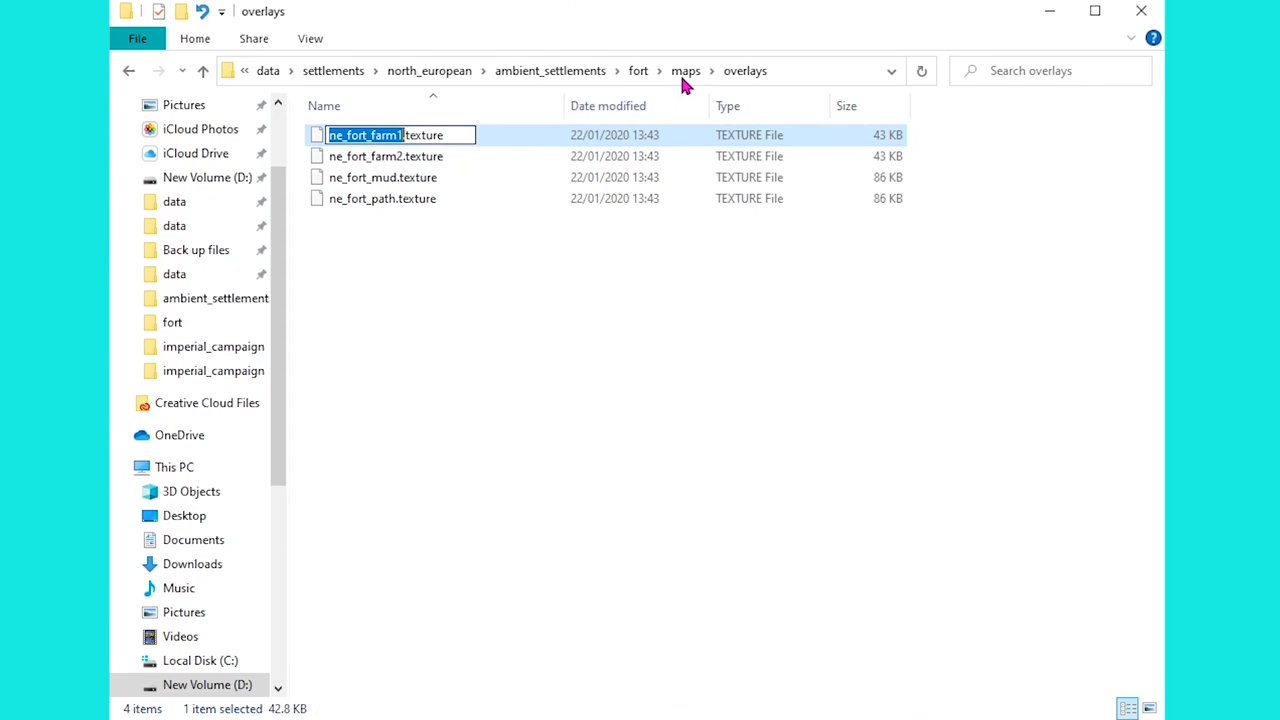 overlays
File Home Share View
« data > settlements > north_european > ambient_settlements > fort > maps > overlays
Search overlays
Name Date modified Type Size
ne_fort_farm1.texture 22/01/2020 13:43 TEXTURE File 43 KB
ne_fort_farm2.texture 22/01/2020 13:43 TEXTURE File 43 KB
ne_fort_mud.texture 22/01/2020 13:43 TEXTURE File 86 KB
ne_fort_path.texture 22/01/2020 13:43 TEXTURE File 86 KB
Pictures
iCloud Photos
iCloud Drive
New Volume (D:)
data
data
Back up files
data
ambient_settlement
fort
imperial_campaign
imperial_campaign
Creative Cloud Files
OneDrive
This PC
3D Objects
Desktop
Documents
Downloads
Music
Pictures
Videos
Local Disk (C:)
New Volume (D:)
4 items 1 item selected 42.8 KB